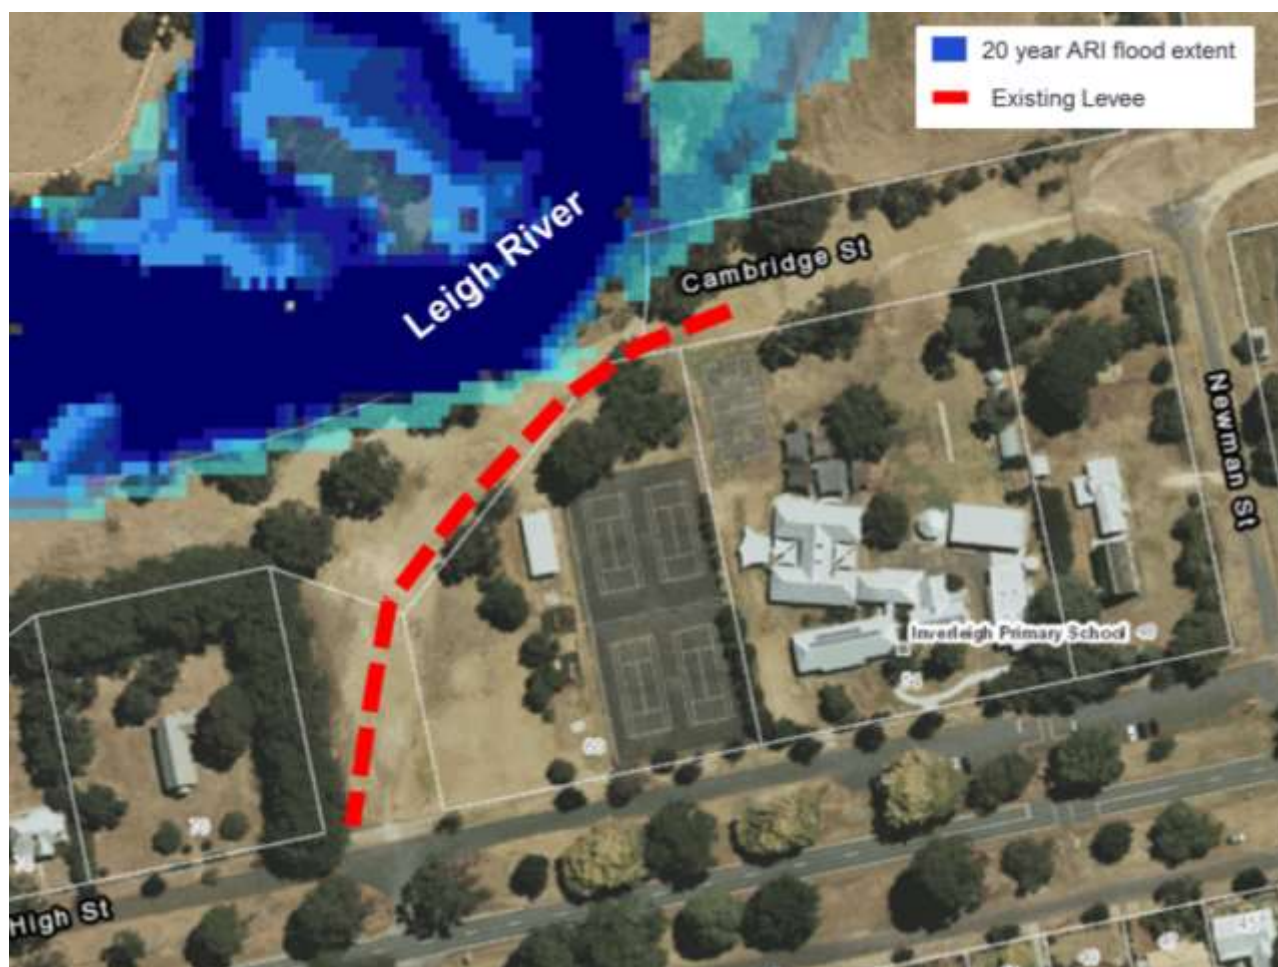 20 year ARI flood extent
Existing Levee
Leigh River
Cambridge St
Newman St
Inverleigh Primary School
High St